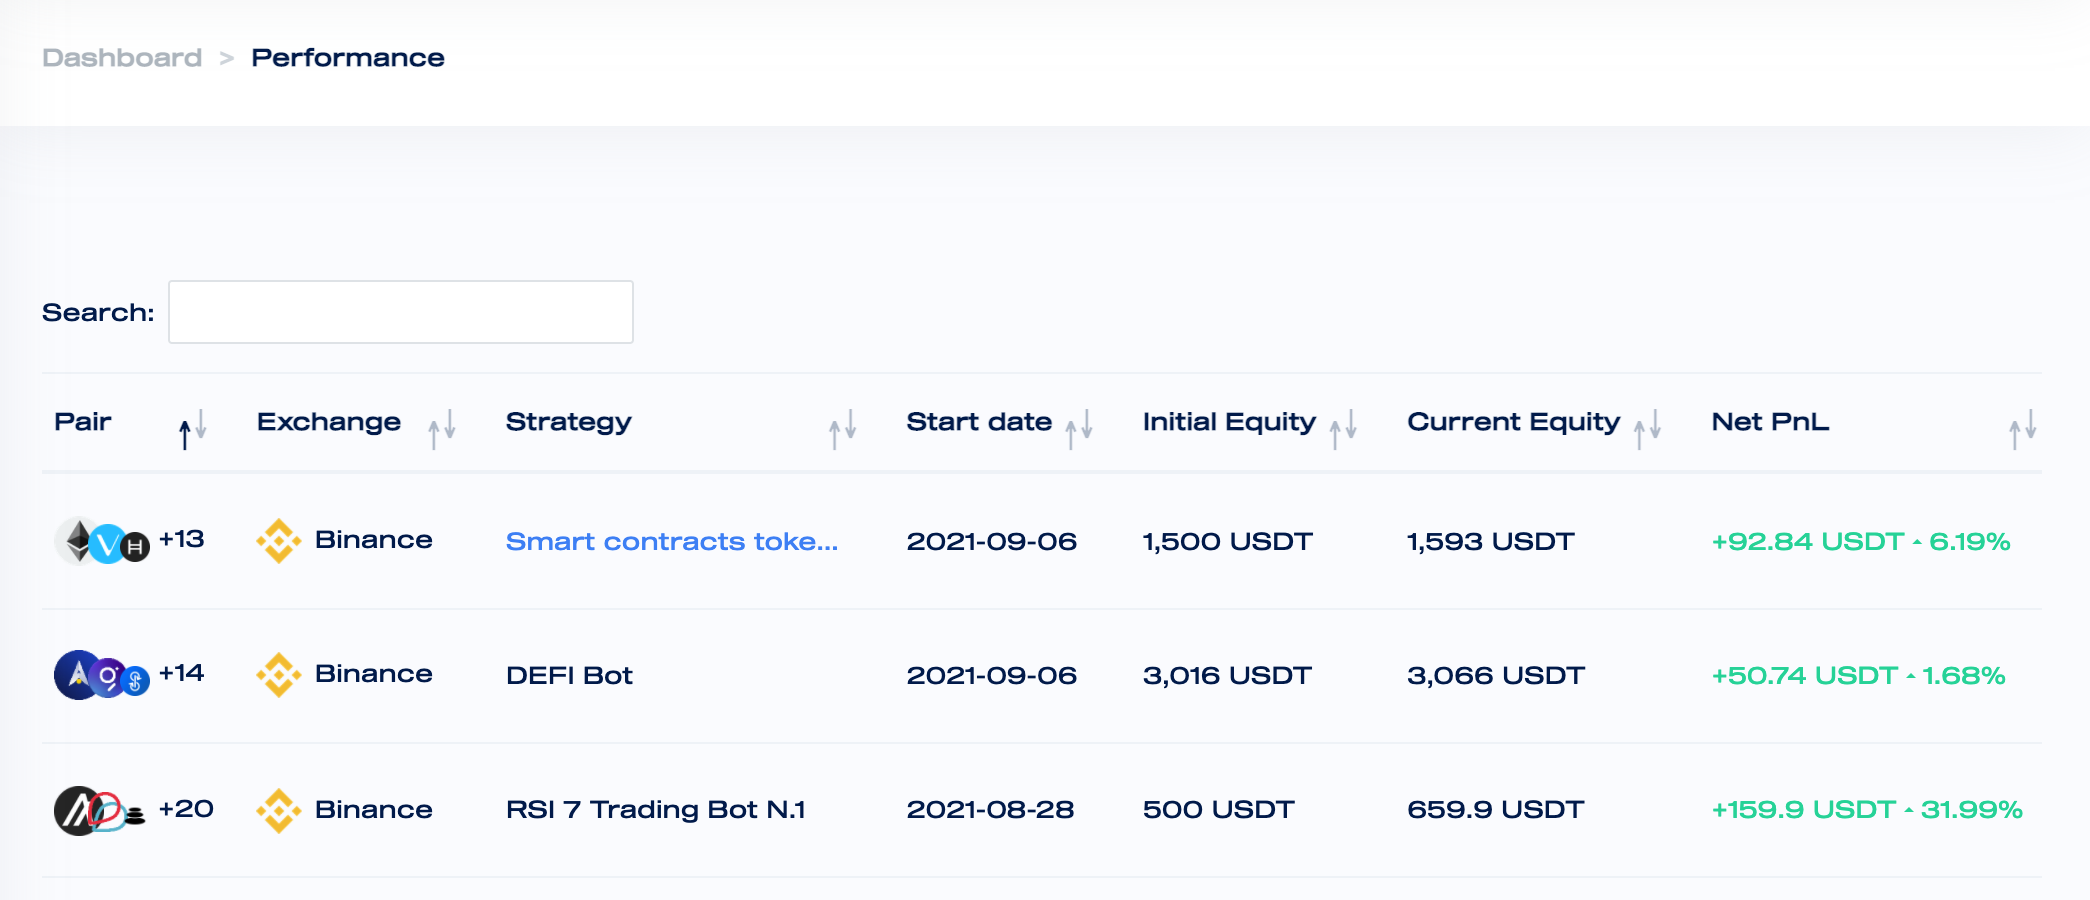 Dashboard > Performance
Search:
Pair Exchange Strategy Start date Initial Equity Current Equity Net PnL
+13 Binance Smart contracts toke... 2021-09-06 1,500 USDT 1,593 USDT +92.84 USDT 6.19%
+14 Binance DEFI Bot 2021-09-06 3,016 USDT 3,066 USDT +50.74 USDT 1.68%
+20 Binance RSI 7 Trading Bot N.1 2021-08-28 500 USDT 659.9 USDT +159.9 USDT 31.99%